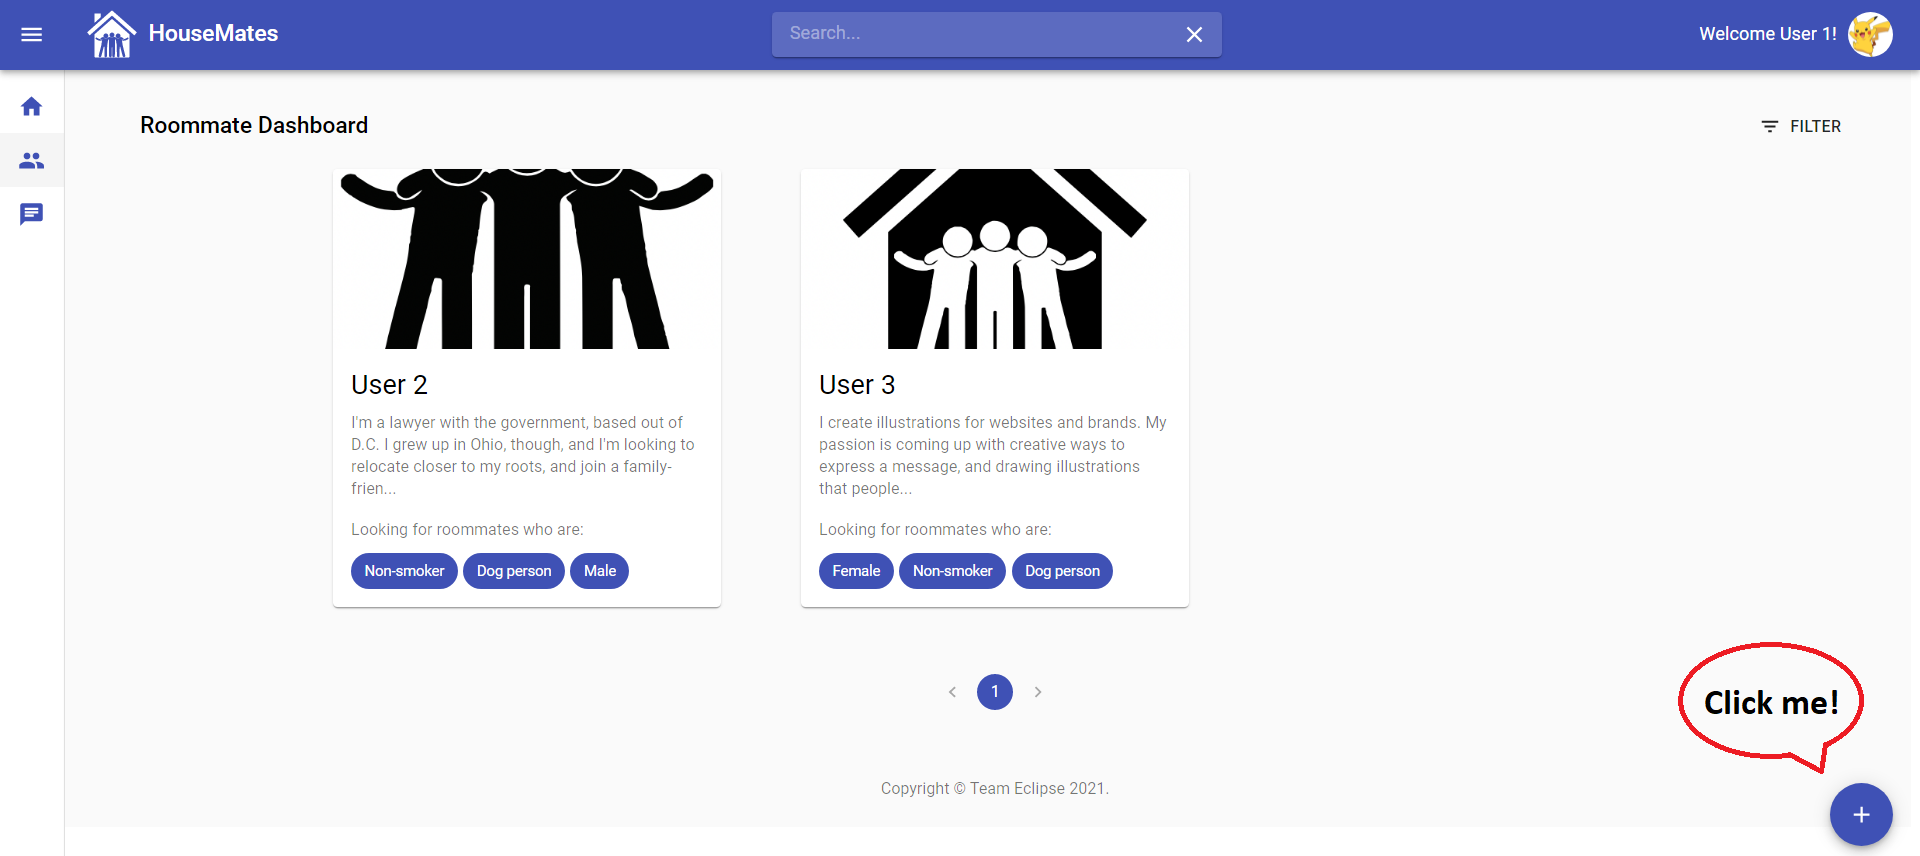 HouseMates
Search...
Welcome User 1!
Roommate Dashboard
FILTER
User 2
I'm a lawyer with the government, based out of
D.C. I grew up in Ohio, though, and I'm looking to
relocate closer to my roots, and join a family-
frien...
Looking for roommates who are:
Non-smoker Dog person Male
User 3
I create illustrations for websites and brands. My
passion is coming up with creative ways to
express a message, and drawing illustrations
that people...
Looking for roommates who are:
Female Non-smoker Dog person
1
Click me!
Copyright © Team Eclipse 2021.